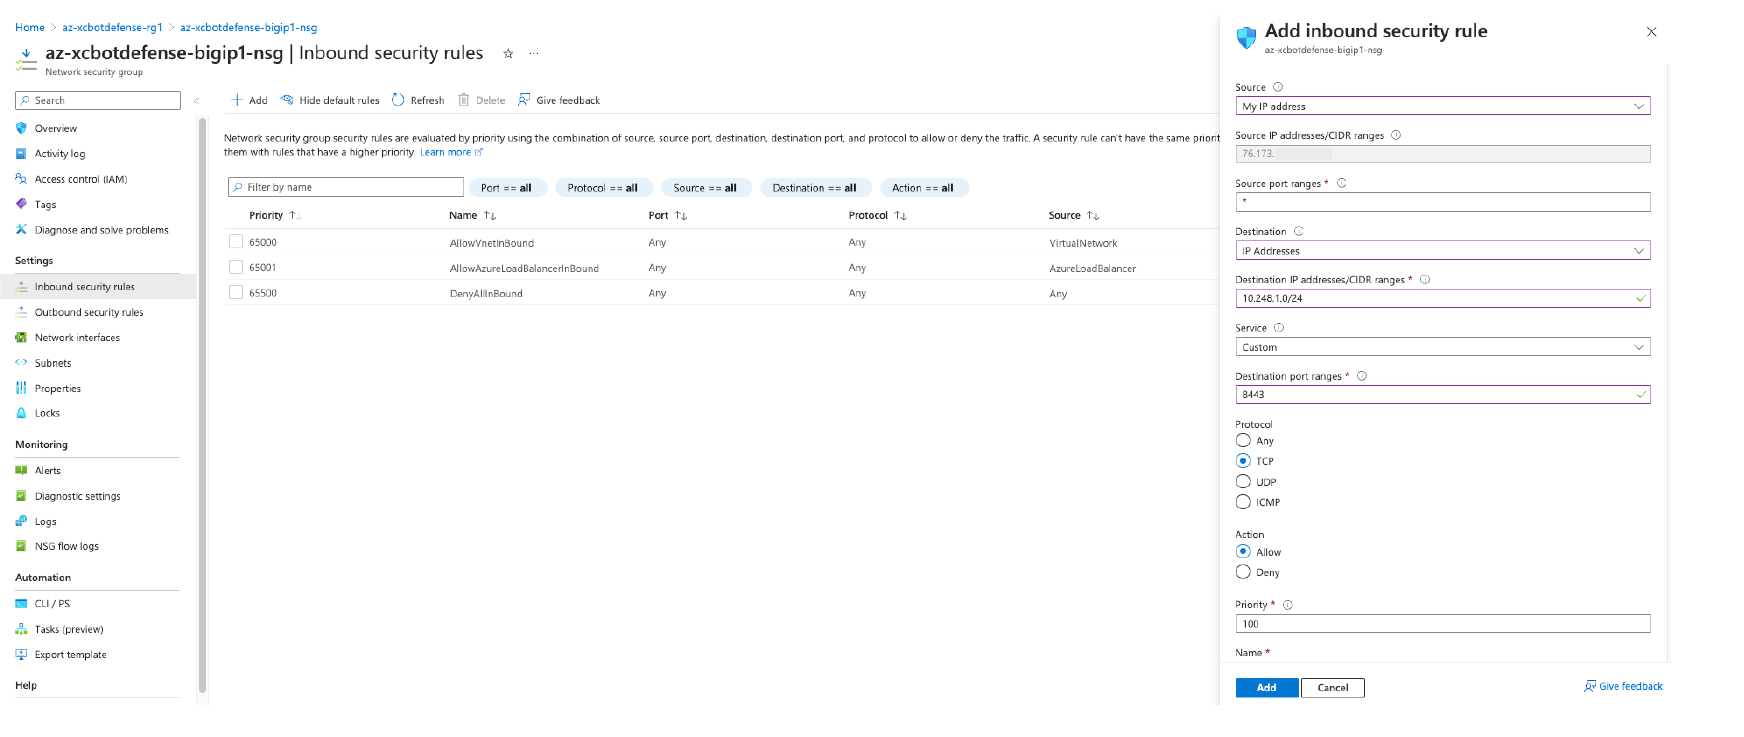 Home > az-xcbotdefense-rg1 > az-xcbotdefense-bigip1-nsg
az-xcbotdefense-bigip1-nsg | Inbound security rules
Network security group
Search
Overview
Activity log
Access control (IAM)
Tags
Diagnose and solve problems
Settings
Inbound security rules
Outbound security rules
Network interfaces
Subnets
Properties
Locks
Monitoring
Alerts
Diagnostic settings
Logs
NSG flow logs
Automation
CLI / PS
Tasks (preview)
Export template
Help
Add Hide default rules Refresh Delete Give feedback
Network security group security rules are evaluated by priority using the combination of source, source port, destination, destination port, and protocol to allow or deny the traffic. A security rule can't have the same priorit
them with rules that have a higher priority. Learn more
Filter by name
Port == all Protocol == all Source == all Destination == all Action == all
Priority Name Port Protocol Source
65000 AllowVnetInBound Any Any VirtualNetwork
65001 AllowAzureLoadBalancerInBound Any Any AzureLoadBalancer
65500 DenyAllInBound Any Any Any
Add inbound security rule
az-xcbotdefense-bigip1-nsg
Source
My IP address
Source IP addresses/CIDR ranges
76.173.
Source port ranges *
*
Destination
IP Addresses
Destination IP addresses/CIDR ranges *
10.248.1.0/24
Service
Custom
Destination port ranges *
8443
Protocol
Any
TCP
UDP
ICMP
Action
Allow
Deny
Priority *
100
Name *
Add Cancel
Give feedback